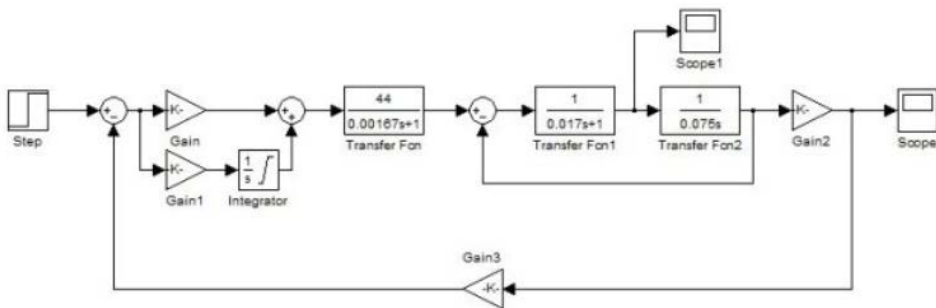 Scope1
44
0.00167s+1
Transfer Fcn
1
0.017s+1
Transfer Fcn1
1
0.075s
Transfer Fcn2
Step
+
−
K-
Gain
+
+
+
−
K-
Gain2
Scope
K-
Gain1
1
s
Integrator
Gain3
-K-